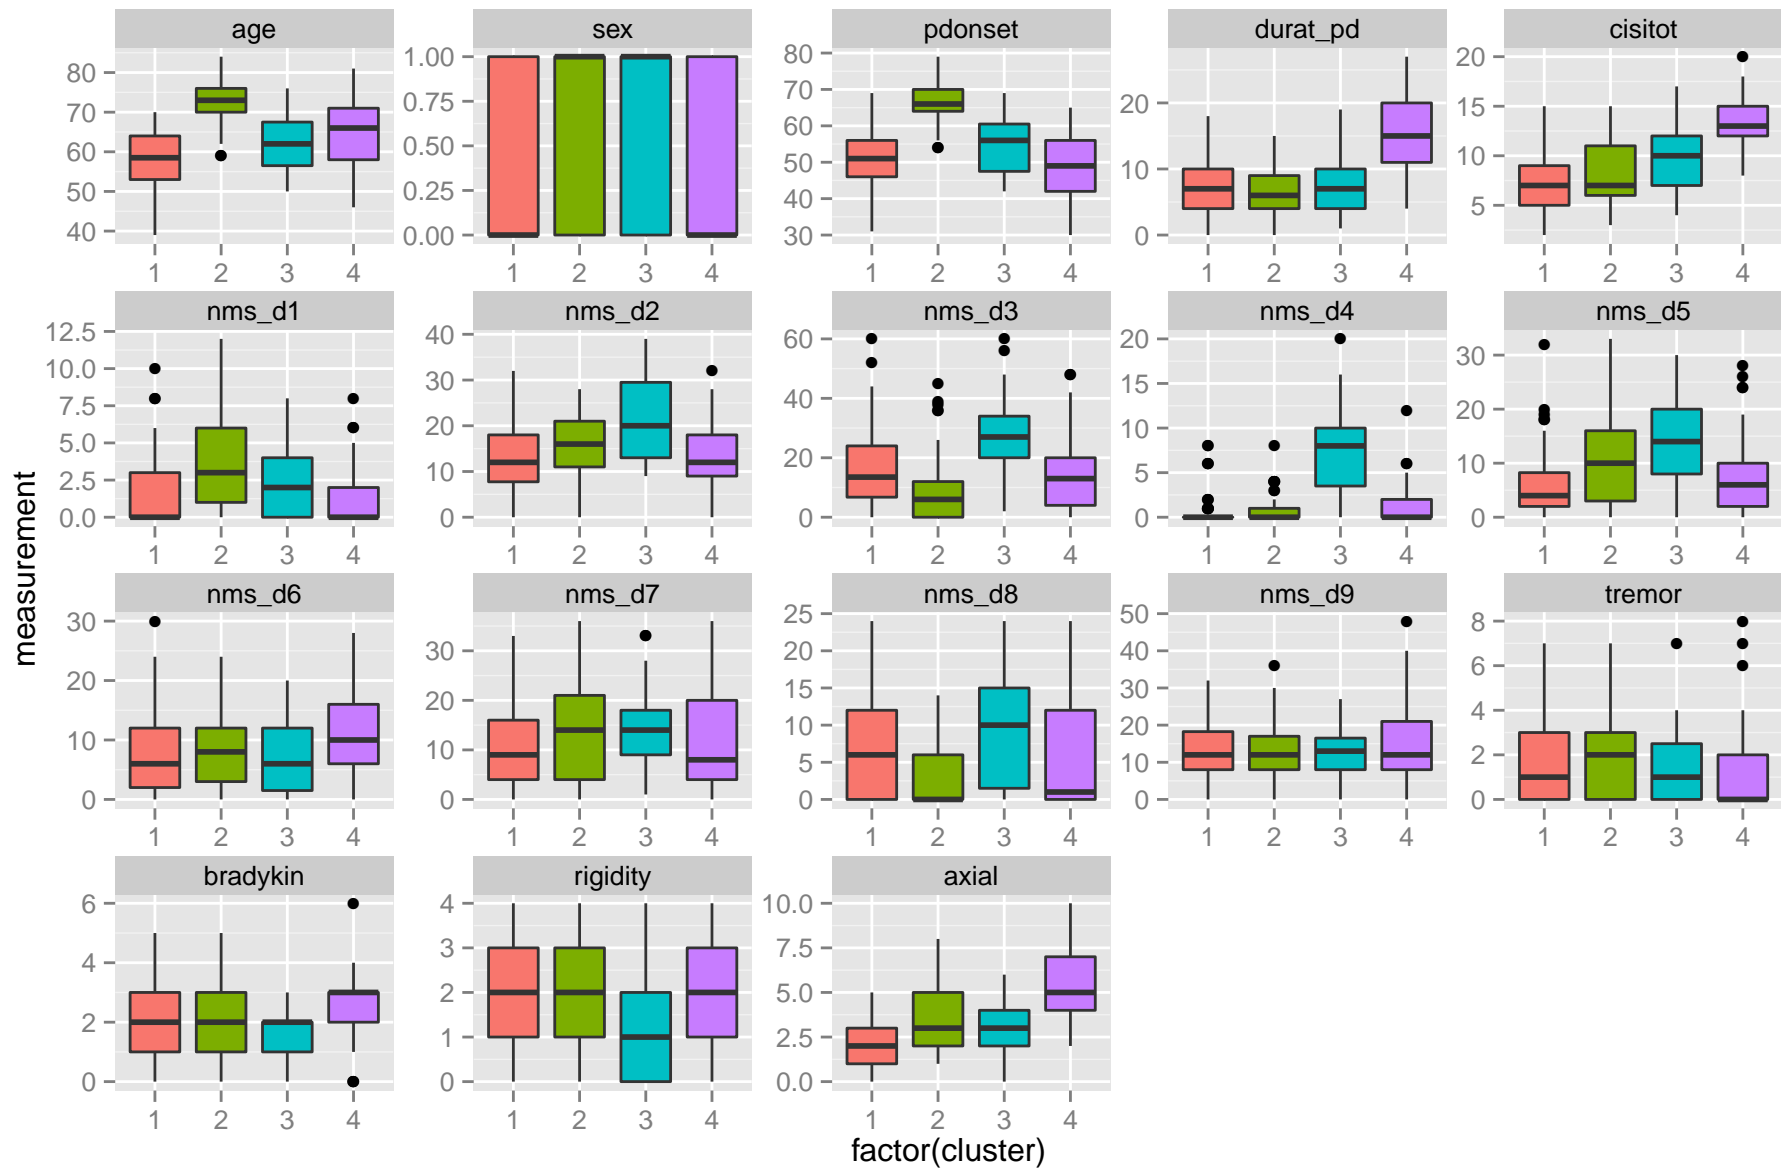 age sex pdonset durat_pd cisitot
80 70 60 50 40
1.00 0.75 0.50 0.25 0.00
80 70 60 50 40 30
20 10 0
20 15 10 5
1 2 3 4 1 2 3 4 1 2 3 4 1 2 3 4 1 2 3 4
measurement
nms_d1 nms_d2 nms_d3 nms_d4 nms_d5
12.5 10.0 7.5 5.0 2.5 0.0
40 30 20 10 0
60 40 20 0
20 15 10 5 0
30 20 10 0
1 2 3 4 1 2 3 4 1 2 3 4 1 2 3 4 1 2 3 4
nms_d6 nms_d7 nms_d8 nms_d9 tremor
30 20 10 0
30 20 10 0
25 20 15 10 5 0
50 40 30 20 10 0
8 6 4 2 0
1 2 3 4 1 2 3 4 1 2 3 4 1 2 3 4 1 2 3 4
bradykin rigidity axial
6 4 2 0
4 3 2 1 0
10.0 7.5 5.0 2.5 0.0
1 2 3 4 1 2 3 4 1 2 3 4
factor(cluster)